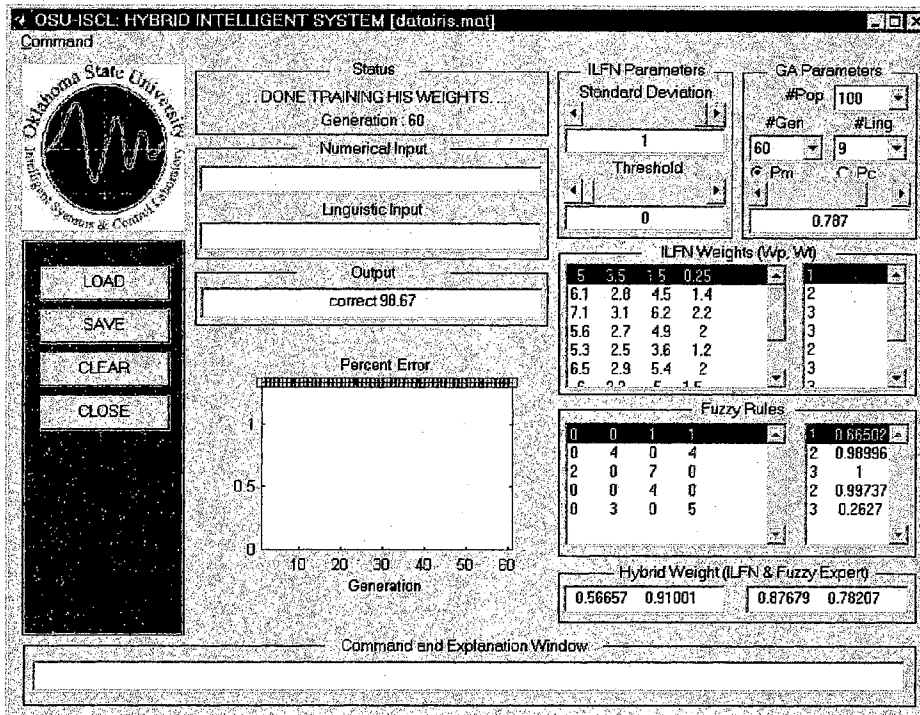 OSU-ISCL: HYBRID INTELLIGENT SYSTEM [datairis.mat]
Command
Oklahoma State University
Intelligent Systems & Control Laboratory
LOAD
SAVE
CLEAR
CLOSE
Status
DONE TRAINING HIS WEIGHTS. . .
Generation : 60
Numerical Input
Linguistic Input
Output
correct 98.67
Percent Error
1
0.5
0
10 20 30 40 50 60
Generation
ILFN Parameters
Standard Deviation
1
Threshold
0
GA Parameters
#Pop 100
#Gen #Ling
60 9
Pm Pc
0.787
ILFN Weights (Wp, Wt)
5 3.5 1.5 0.25 1
6.1 2.8 4.5 1.4 2
7.1 3.1 6.2 2.2 3
5.6 2.7 4.9 2 3
5.3 2.5 3.6 1.2 2
6.5 2.9 5.4 2 3
Fuzzy Rules
0 0 1 1 1 0.86502
0 4 0 4 2 0.98996
2 0 7 0 3 1
0 0 4 0 2 0.99737
0 3 0 5 3 0.2627
Hybrid Weight (ILFN & Fuzzy Expert)
0.56657 0.91001 0.87679 0.78207
Command and Explanation Window